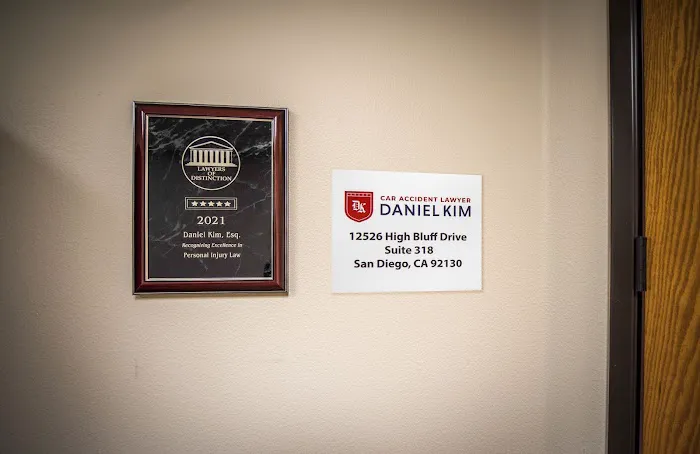 LAWYERS
OF
DISTINCTION
2021
Daniel Kim, Esq.
Recognizing Excellence in
Personal Injury Law
DK
CAR ACCIDENT LAWYER
DANIEL KIM
12526 High Bluff Drive
Suite 318
San Diego, CA 92130